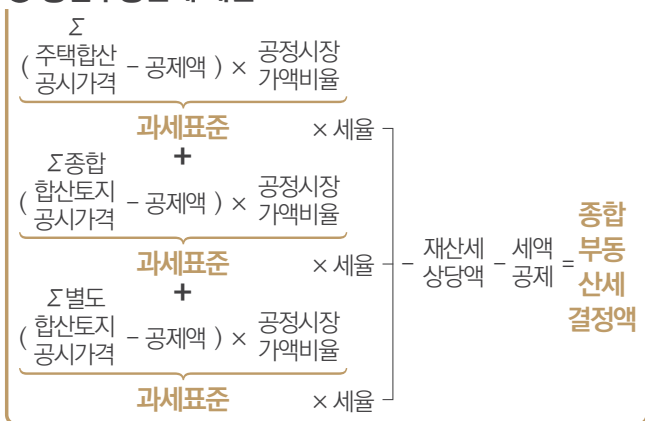 Σ
( 주택합산 공시가격 − 공제액 ) × 공정시장 가액비율
과세표준 × 세율
+
Σ종합
( 합산토지 공시가격 − 공제액 ) × 공정시장 가액비율
과세표준 × 세율
+
Σ별도
( 합산토지 공시가격 − 공제액 ) × 공정시장 가액비율
과세표준 × 세율
− 재산세 상당액 − 세액 공제 =
종합
부동
산세
결정액